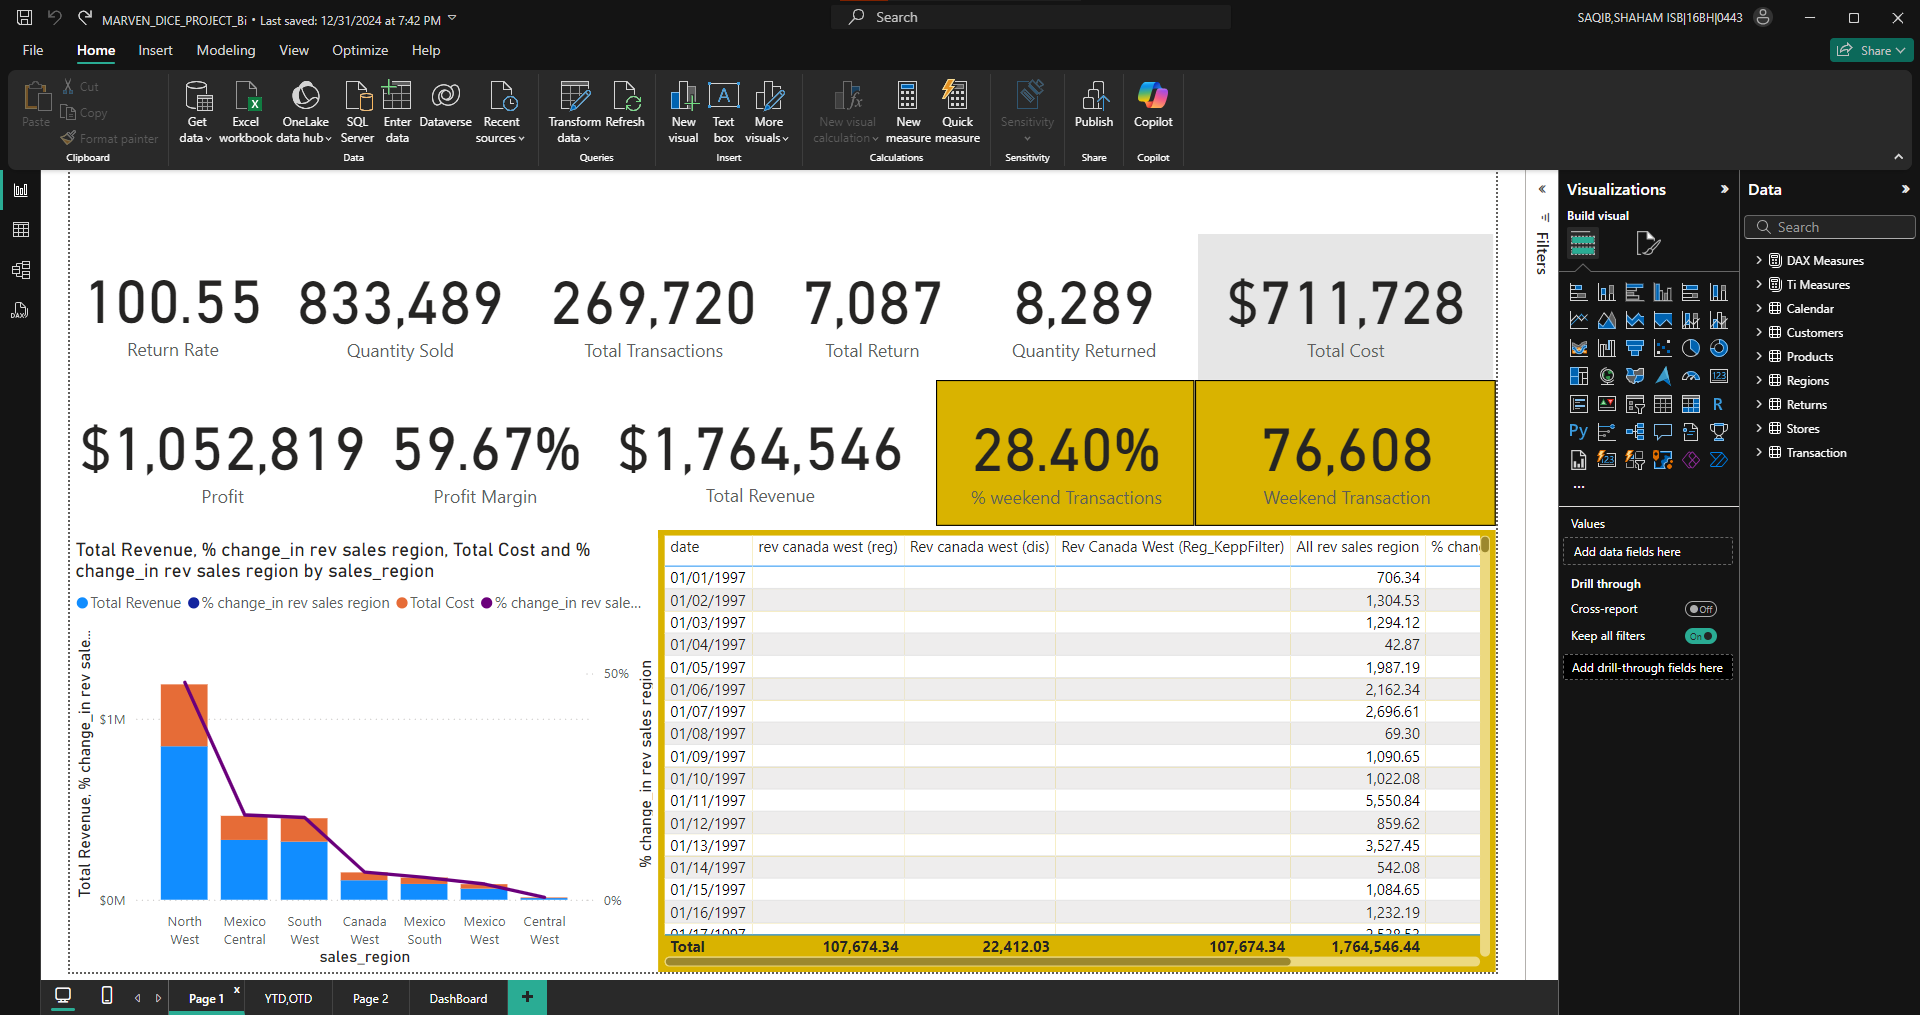 MARVEN_DICE_PROJECT_Bi • Last saved: 12/31/2024 at 7:42 PM
Search
SAQIB,SHAHAM ISB|16BH|0443
File Home Insert Modeling View Optimize Help
Share
Paste
Cut
Copy
Format painter
Clipboard
Get data
Excel workbook
OneLake data hub
SQL Server
Enter data
Dataverse
Recent sources
Data
Transform data
Refresh
Queries
New visual
Text box
More visuals
Insert
New visual calculation
New measure
Quick measure
Calculations
Sensitivity
Sensitivity
Publish
Share
Copilot
Copilot
100.55
Return Rate
833,489
Quantity Sold
269,720
Total Transactions
7,087
Total Return
8,289
Quantity Returned
$711,728
Total Cost
$1,052,819
Profit
59.67%
Profit Margin
$1,764,546
Total Revenue
28.40%
% weekend Transactions
76,608
Weekend Transaction
Total Revenue, % change_in rev sales region, Total Cost and %
change_in rev sales region by sales_region
Total Revenue % change_in rev sales region Total Cost % change_in rev sale...
Total Revenue, % change_in rev sale...
$1M
$0M
50%
0%
% change_in rev sales region
North West
Mexico Central
South West
Canada West
Mexico South
Mexico West
Central West
sales_region
date rev canada west (reg) Rev canada west (dis) Rev Canada West (Reg_KeppFilter) All rev sales region % chan
01/01/1997 706.34
01/02/1997 1,304.53
01/03/1997 1,294.12
01/04/1997 42.87
01/05/1997 1,987.19
01/06/1997 2,162.34
01/07/1997 2,696.61
01/08/1997 69.30
01/09/1997 1,090.65
01/10/1997 1,022.08
01/11/1997 5,550.84
01/12/1997 859.62
01/13/1997 3,527.45
01/14/1997 542.08
01/15/1997 1,084.65
01/16/1997 1,232.19
01/17/1997
Total 107,674.34 22,412.03 107,674.34 1,764,546.44
Filters
Visualizations
Build visual
R
Py
123
...
Values
Add data fields here
Drill through
Cross-report Off
Keep all filters On
Add drill-through fields here
Data
Search
DAX Measures
Ti Measures
Calendar
Customers
Products
Regions
Returns
Stores
Transaction
Page 1 YTD,OTD Page 2 DashBoard